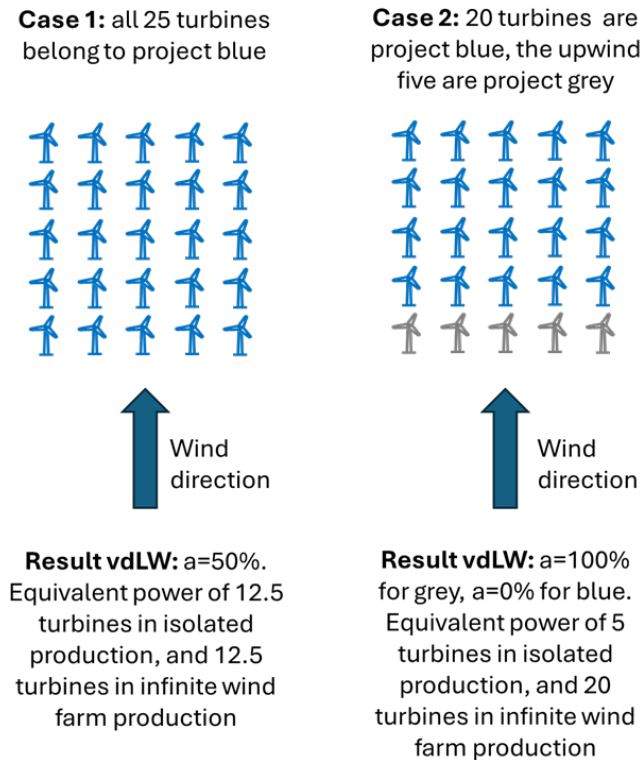 Case 1: all 25 turbines
belong to project blue
Wind
direction
Result vdLW: a=50%.
Equivalent power of 12.5
turbines in isolated
production, and 12.5
turbines in infinite wind
farm production
Case 2: 20 turbines are
project blue, the upwind
five are project grey
Wind
direction
Result vdLW: a=100%
for grey, a=0% for blue.
Equivalent power of 5
turbines in isolated
production, and 20
turbines in infinite wind
farm production